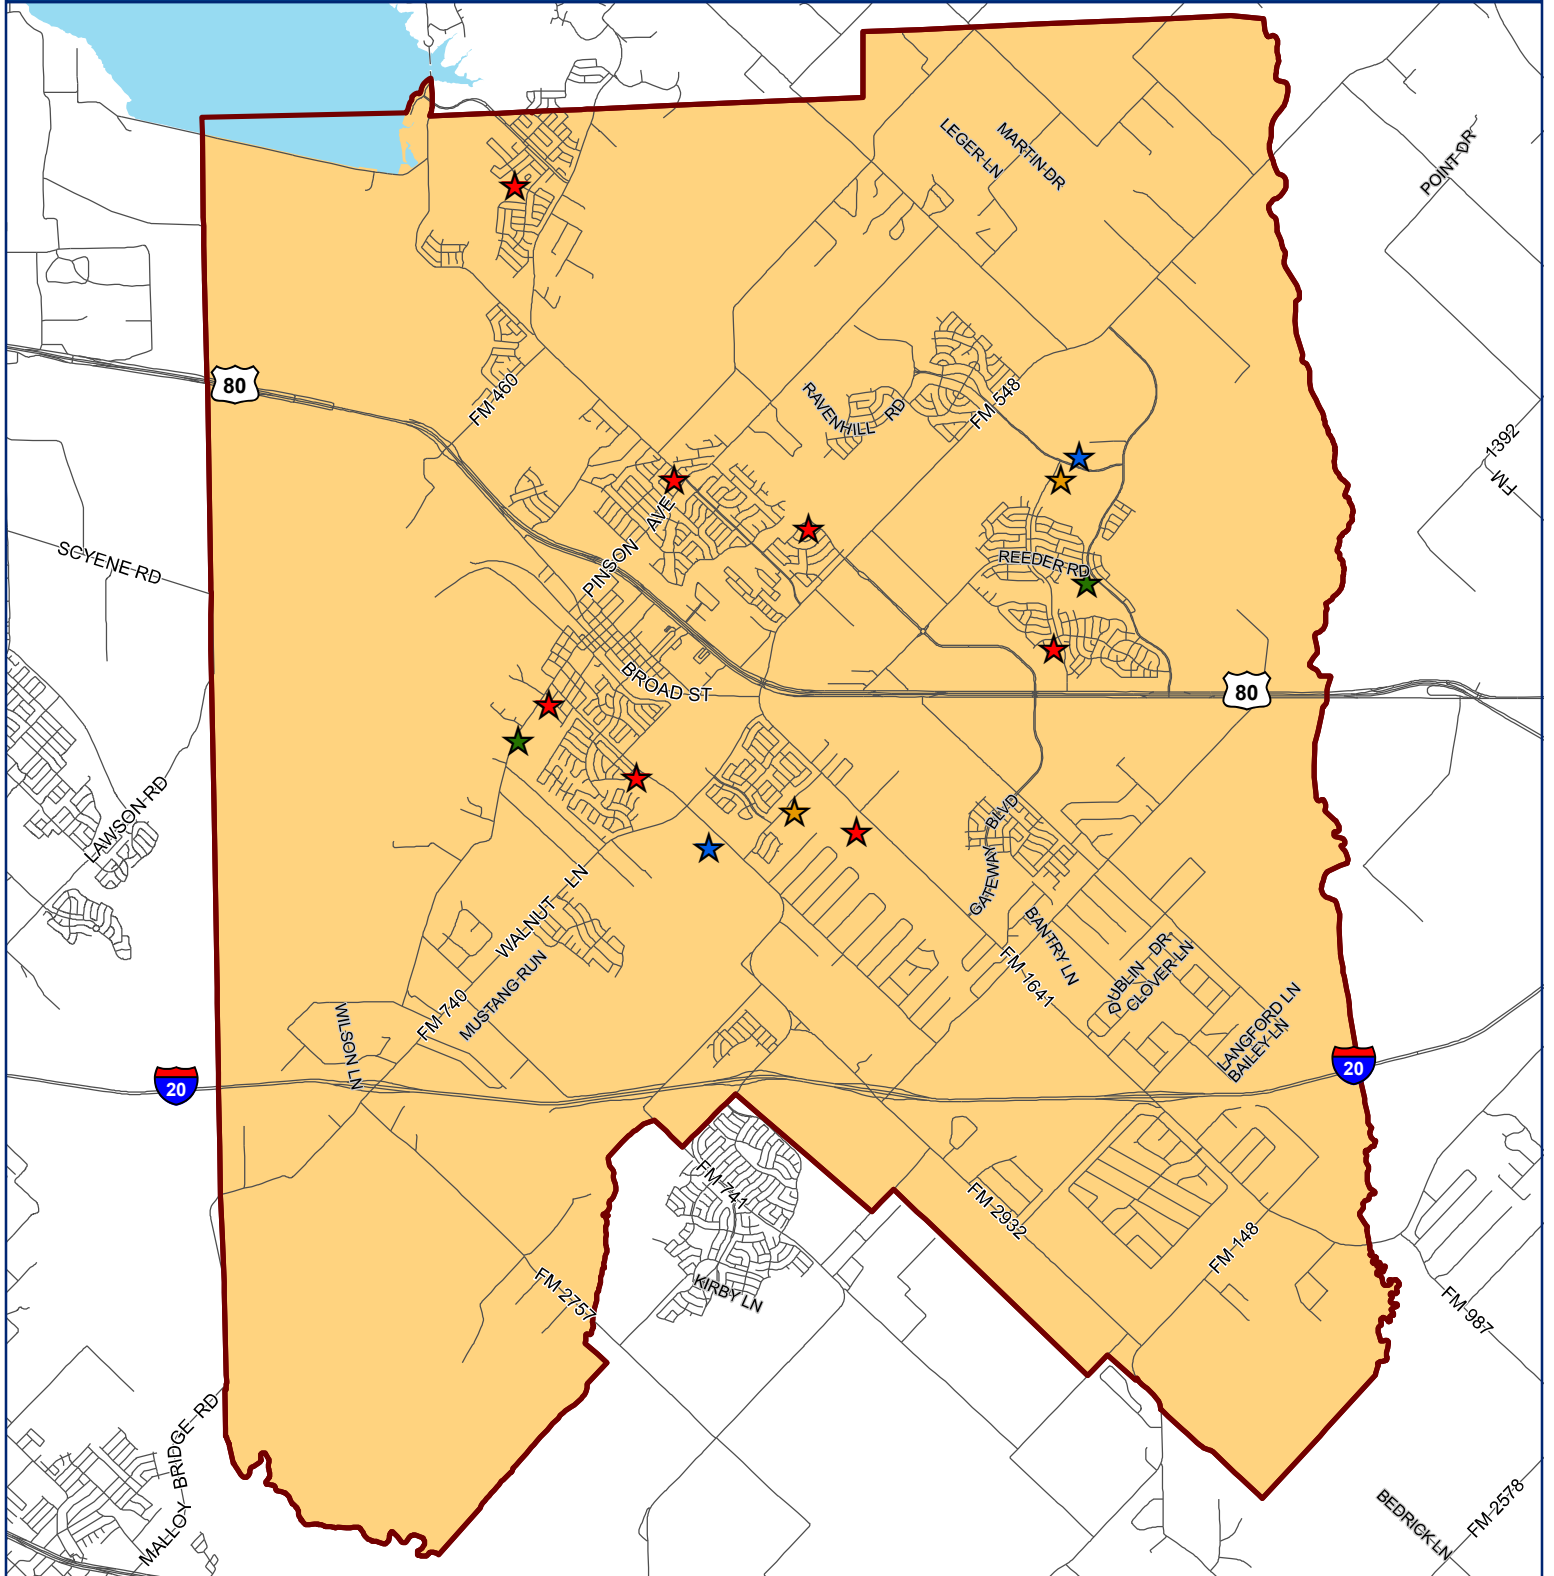 LEGER-LN
MARTIN-DR
POINT-DR
80
FM-460
RAVENHILL RD
FM-548
1392
FM
PINSON AVE
SCYENE RD
REEDER-RD
BROAD ST
80
LAWSON-RD
GATEWAY BLVD
WALNUT LN
BANTRY LN
DUBLIN DR
CLOVER-LN
FM-1641
MUSTANG-RUN
FM-740
WILSON LN
LANGFORD LN
BAILEY-LN
20
20
FM-741
FM-2932
FM-148
KIRBY LN
FM-2757
FM-987
MALLOY BRIDGE RD
BEDRICK-LN
FM-2578